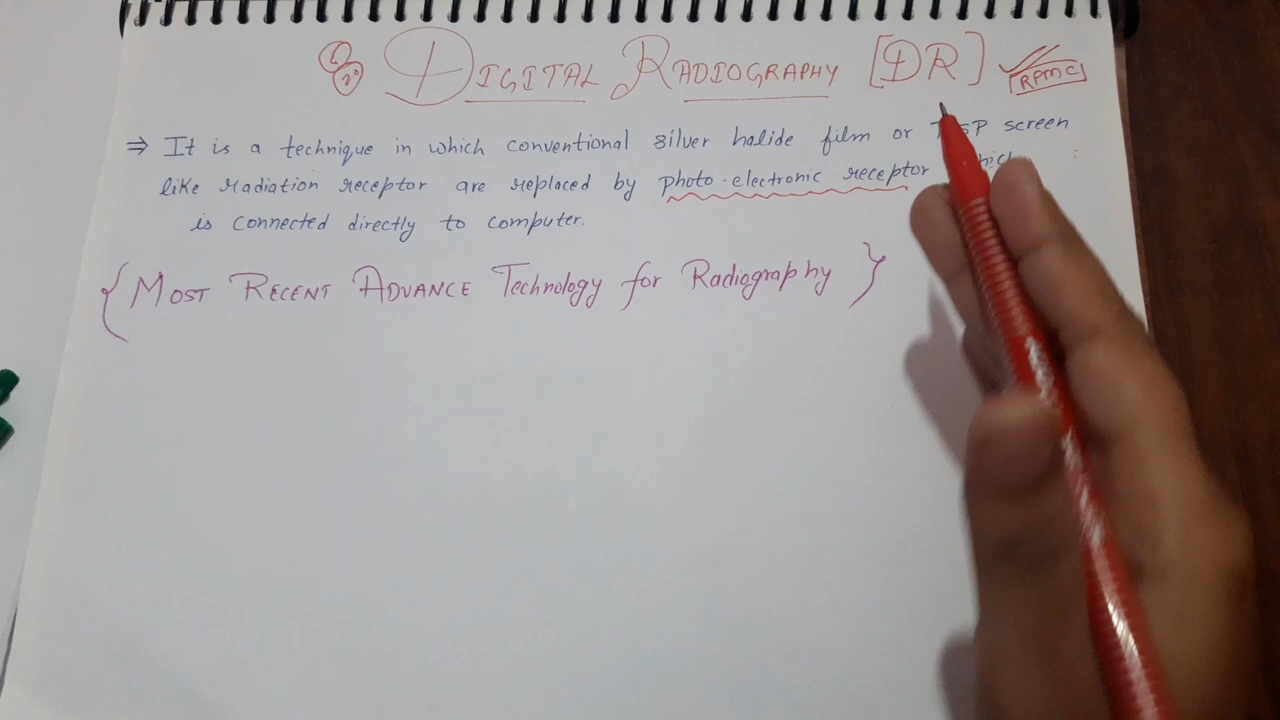 DIGITAL RADIOGRAPHY [DR] RPMC
⇒ It is a technique in which conventional silver halide film or screen
like radiation receptor are replaced by photo-electronic receptor
is connected directly to computer.
{ MOST RECENT ADVANCE Technology for Radiography }